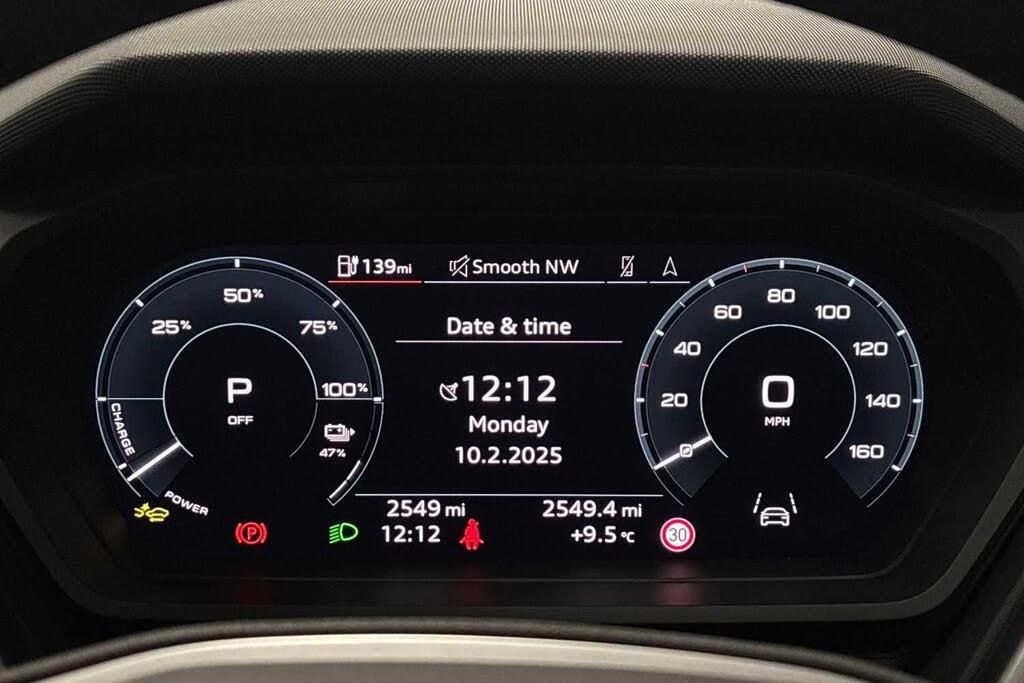 139mi Smooth NW
50%
25%
75%
100%
CHARGE
POWER
P
OFF
47%
Date & time
12:12
Monday
10.2.2025
2549 mi
12:12
2549.4 mi
+9.5 °C
P
30
0
20
40
60
80
100
120
140
160
0
MPH